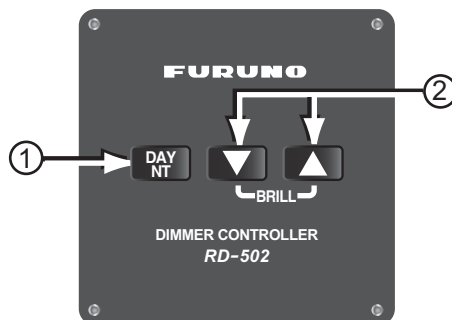 FURUNO
2
1
DAY
NT
BRILL
DIMMER CONTROLLER
RD-502